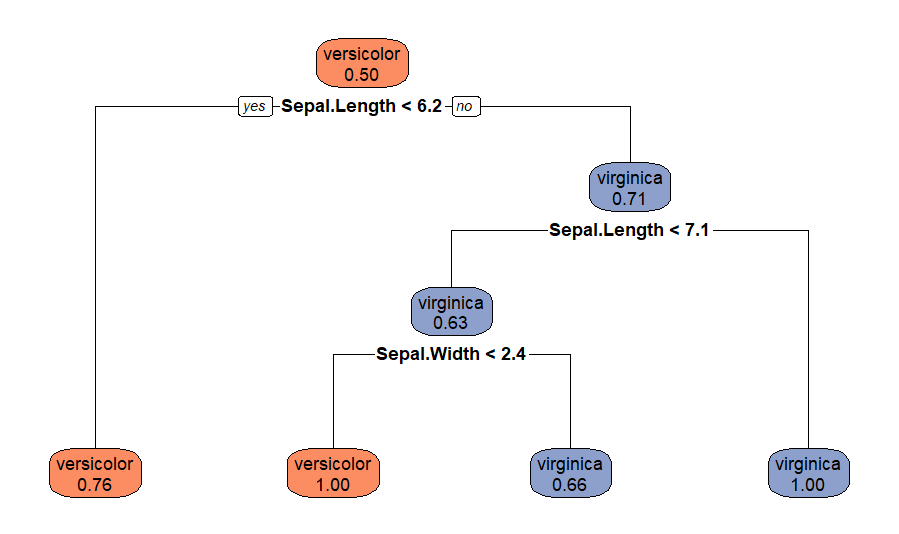 versicolor
0.50
yes Sepal.Length < 6.2 no
virginica
0.71
Sepal.Length < 7.1
virginica
0.63
Sepal.Width < 2.4
versicolor
0.76
versicolor
1.00
virginica
0.66
virginica
1.00